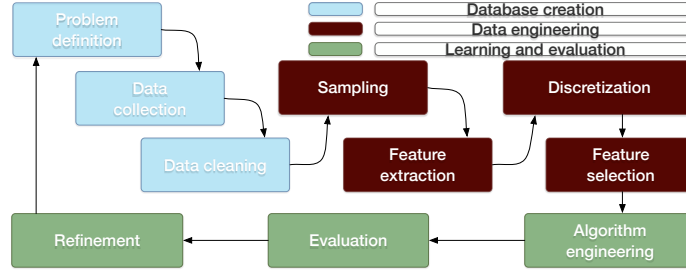 Problem
definition
Database creation
Data engineering
Learning and evaluation
Data
collection
Sampling
Discretization
Data cleaning
Feature
extraction
Feature
selection
Refinement
Evaluation
Algorithm
engineering